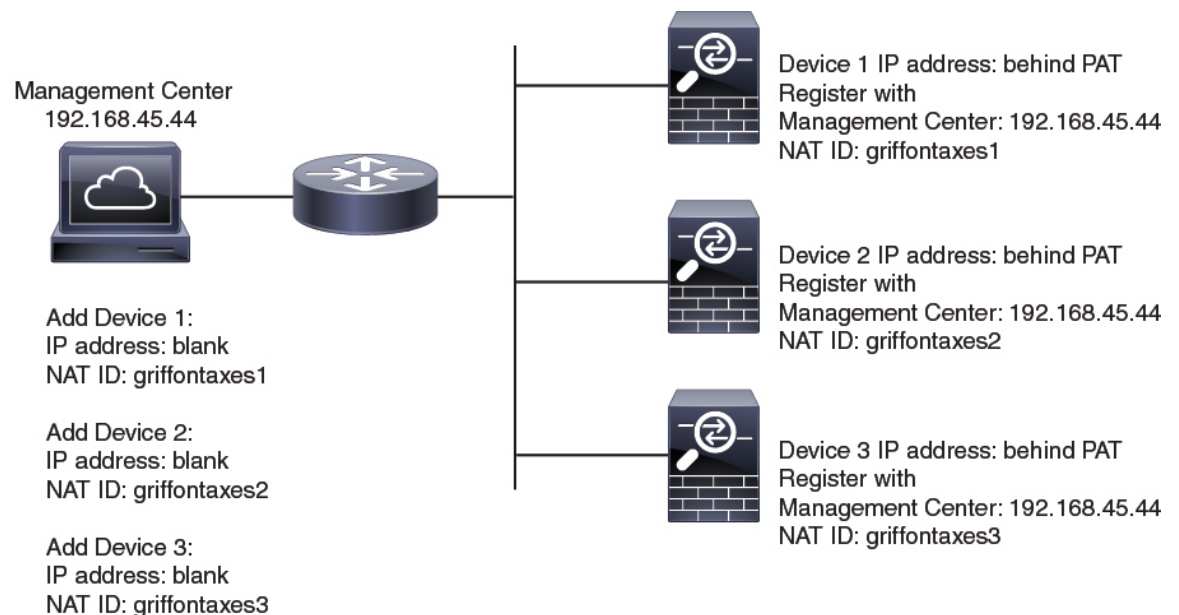 Management Center
192.168.45.44
Add Device 1:
IP address: blank
NAT ID: griffontaxes1
Add Device 2:
IP address: blank
NAT ID: griffontaxes2
Add Device 3:
IP address: blank
NAT ID: griffontaxes3
Device 1 IP address: behind PAT
Register with
Management Center: 192.168.45.44
NAT ID: griffontaxes1
Device 2 IP address: behind PAT
Register with
Management Center: 192.168.45.44
NAT ID: griffontaxes2
Device 3 IP address: behind PAT
Register with
Management Center: 192.168.45.44
NAT ID: griffontaxes3